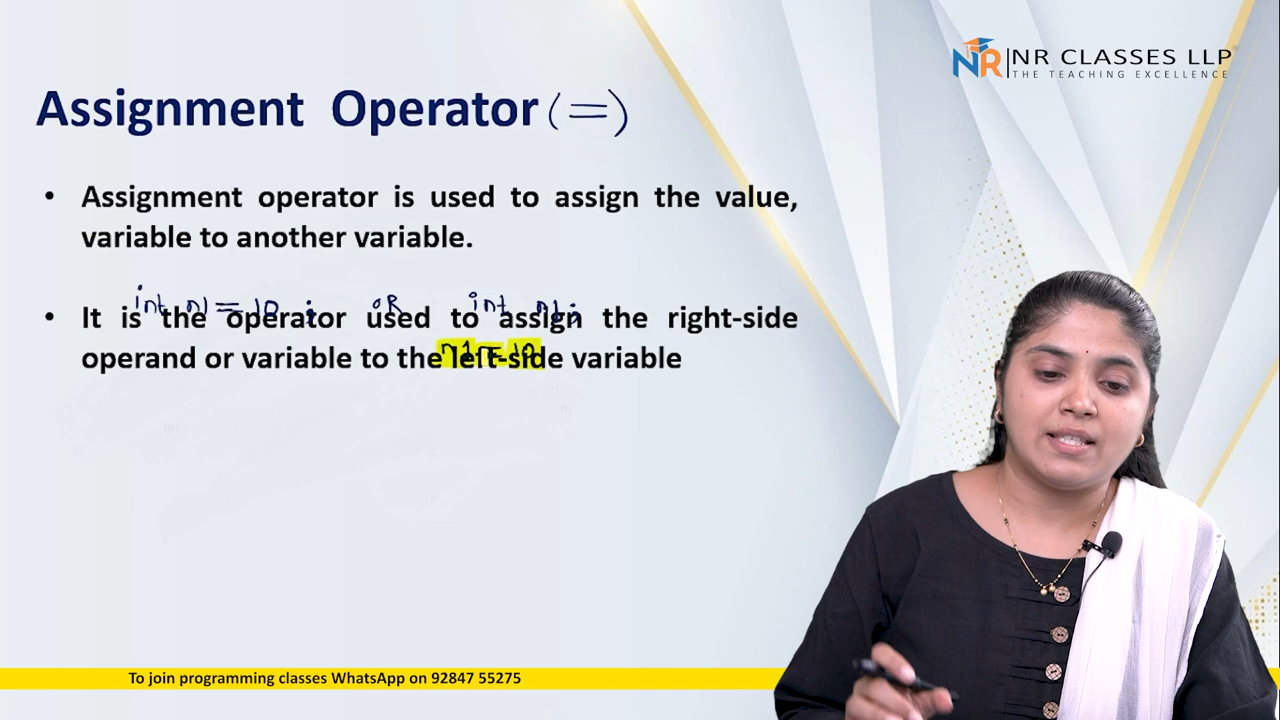 NR | NR CLASSES LLP
THE TEACHING EXCELLENCE
Assignment Operator (=)
• Assignment operator is used to assign the value,
variable to another variable.
int n1 = 10 ; OR int n1;
• It is the operator used to assign the right-side
n1 = 10
operand or variable to the left-side variable
To join programming classes WhatsApp on 92847 55275